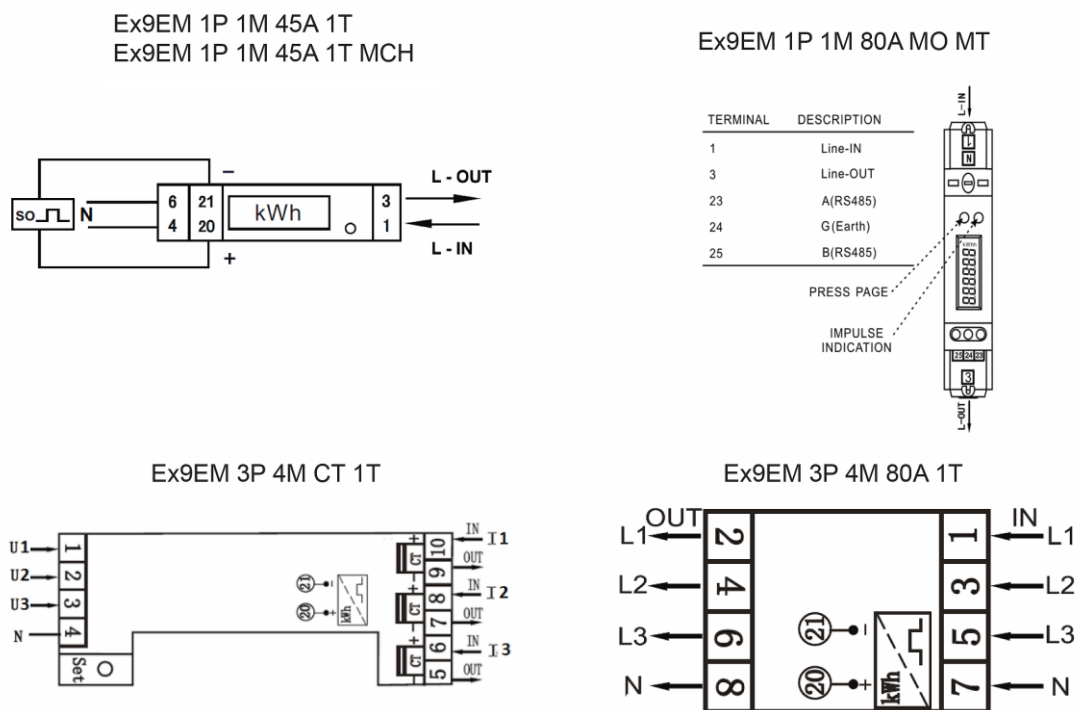 Ex9EM 1P 1M 45A 1T
Ex9EM 1P 1M 45A 1T MCH
so
N
6 21
4 20
−
+
kWh
3
1
L - OUT
L - IN
Ex9EM 1P 1M 80A MO MT
TERMINAL DESCRIPTION
1 Line-IN
3 Line-OUT
23 A(RS485)
24 G(Earth)
25 B(RS485)
PRESS PAGE
IMPULSE
INDICATION
L-IN
1
N
kWh
25 24 23
3
L-OUT
Ex9EM 3P 4M CT 1T
U1 1
U2 2
U3 3
N 4
Set
21 −
20 +
kWh
+ CT − 10 IN I1
9 OUT
+ CT − 8 IN I2
7 OUT
+ CT 6 IN I3
5 OUT
Ex9EM 3P 4M 80A 1T
OUT IN
L1 2 1 L1
L2 4 3 L2
L3 6 5 L3
N 8 7 N
21 −
20 +
kWh